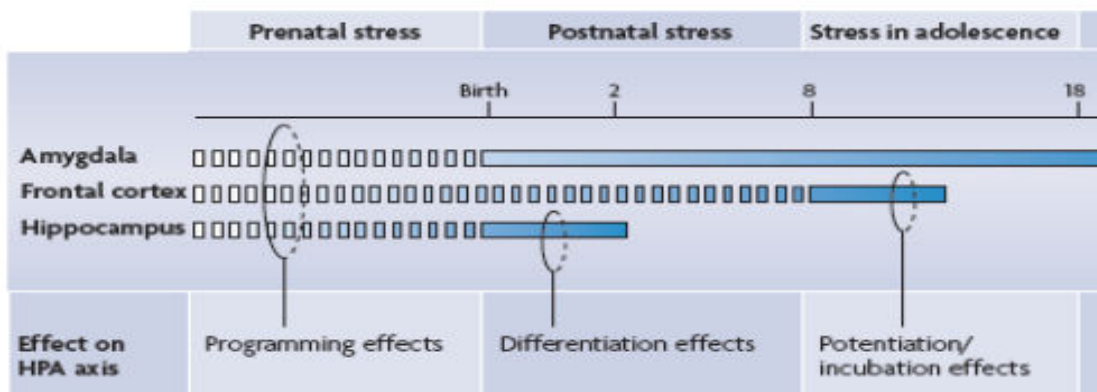 Prenatal stress Postnatal stress Stress in adolescence
Birth 2 8 18
Amygdala
Frontal cortex
Hippocampus
Effect on
HPA axis
Programming effects
Differentiation effects
Potentiation/
incubation effects